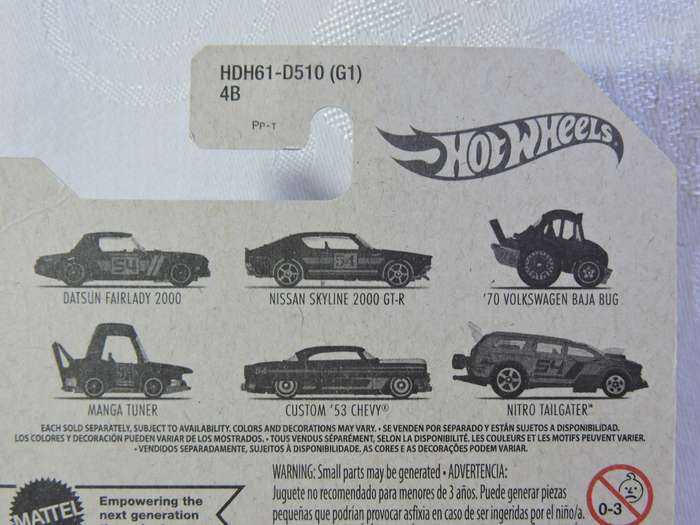 HDH61-D510 (G1)
4B
PP-T
HOT WHEELS
54
54
DATSUN FAIRLADY 2000
NISSAN SKYLINE 2000 GT-R
'70 VOLKSWAGEN BAJA BUG
54
54
MANGA TUNER
CUSTOM '53 CHEVY®
NITRO TAILGATER™
EACH SOLD SEPARATELY, SUBJECT TO AVAILABILITY. COLORS AND DECORATIONS MAY VARY. • SE VENDEN POR SEPARADO Y ESTÁN SUJETOS A DISPONIBILIDAD.
LOS COLORES Y DECORACIÓN PUEDEN VARIAR DE LOS MOSTRADOS. • TOUS VENDUS SÉPARÉMENT, SELON LA DISPONIBILITÉ. LES COULEURS ET LES MOTIFS PEUVENT VARIER.
• VENDIDOS SEPARADAMENTE, SUJEITOS À DISPONIBILIDADE. AS CORES E AS DECORAÇÕES PODEM VARIAR.
MATTEL
Empowering the
next generation
WARNING: Small parts may be generated • ADVERTENCIA:
Juguete no recomendado para menores de 3 años. Puede generar piezas
pequeñas que podrían provocar asfixia en caso de ser ingeridas por el niño/a.
0-3